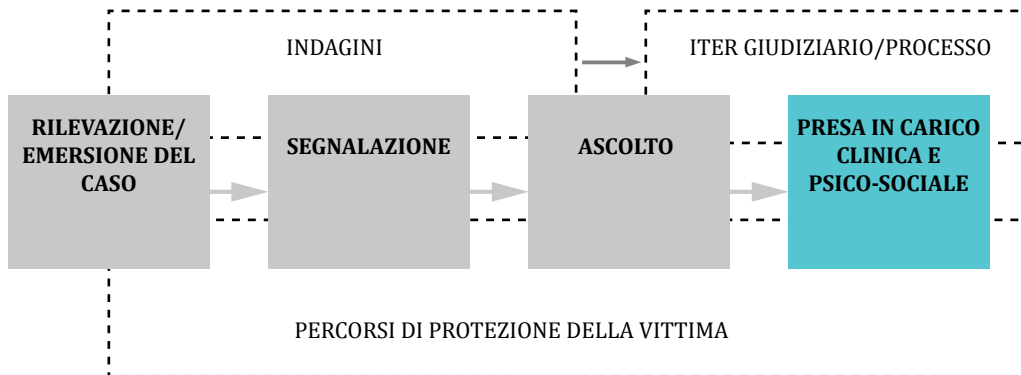 INDAGINI
ITER GIUDIZIARIO/PROCESSO
RILEVAZIONE/
EMERSIONE DEL
CASO
SEGNALAZIONE
ASCOLTO
PRESA IN CARICO
CLINICA E
PSICO-SOCIALE
PERCORSI DI PROTEZIONE DELLA VITTIMA